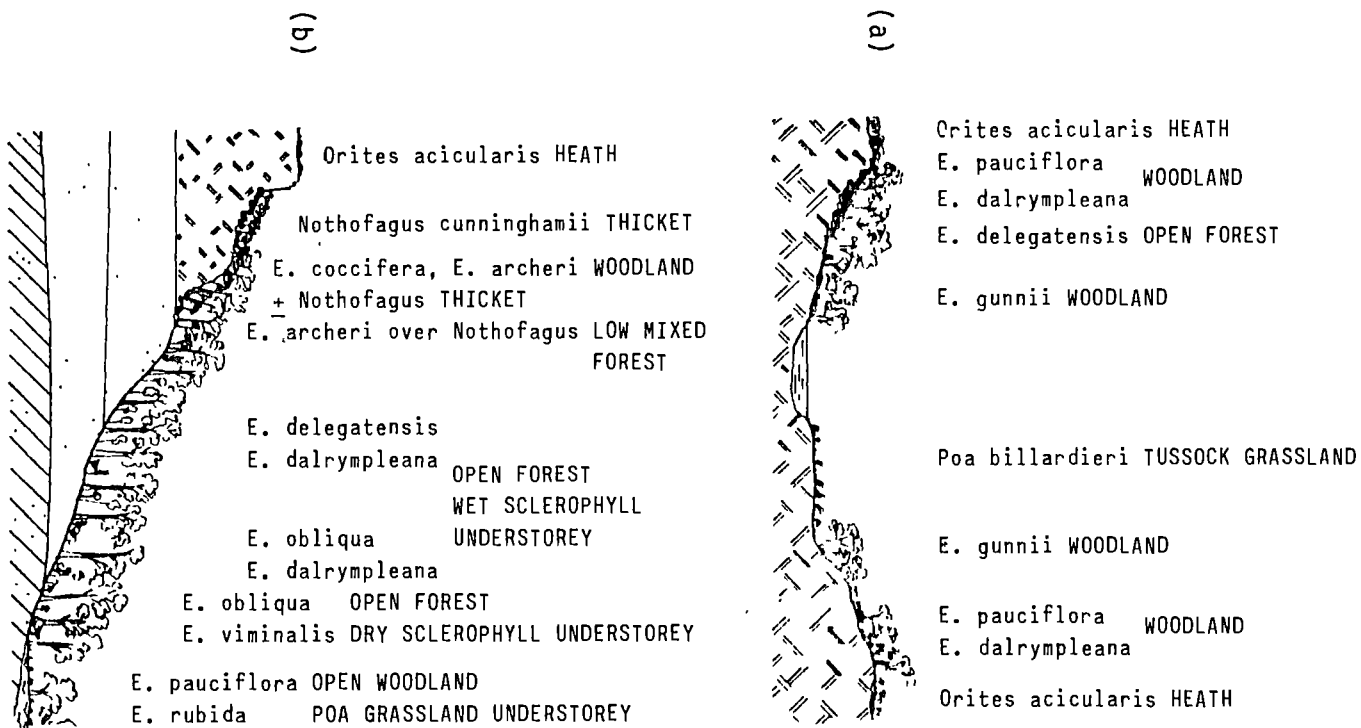 (b)
Orites acicularis HEATH
Nothofagus cunninghamii THICKET
E. coccifera, E. archeri WOODLAND
± Nothofagus THICKET
E. archeri over Nothofagus LOW MIXED
FOREST
E. delegatensis
E. dalrympleana
OPEN FOREST
WET SCLEROPHYLL
E. obliqua UNDERSTOREY
E. dalrympleana
E. obliqua OPEN FOREST
E. viminalis DRY SCLEROPHYLL UNDERSTOREY
E. pauciflora OPEN WOODLAND
E. rubida POA GRASSLAND UNDERSTOREY
(a)
Orites acicularis HEATH
E. pauciflora
WOODLAND
E. dalrympleana
E. delegatensis OPEN FOREST
E. gunnii WOODLAND
Poa billardieri TUSSOCK GRASSLAND
E. gunnii WOODLAND
E. pauciflora
WOODLAND
E. dalrympleana
Orites acicularis HEATH